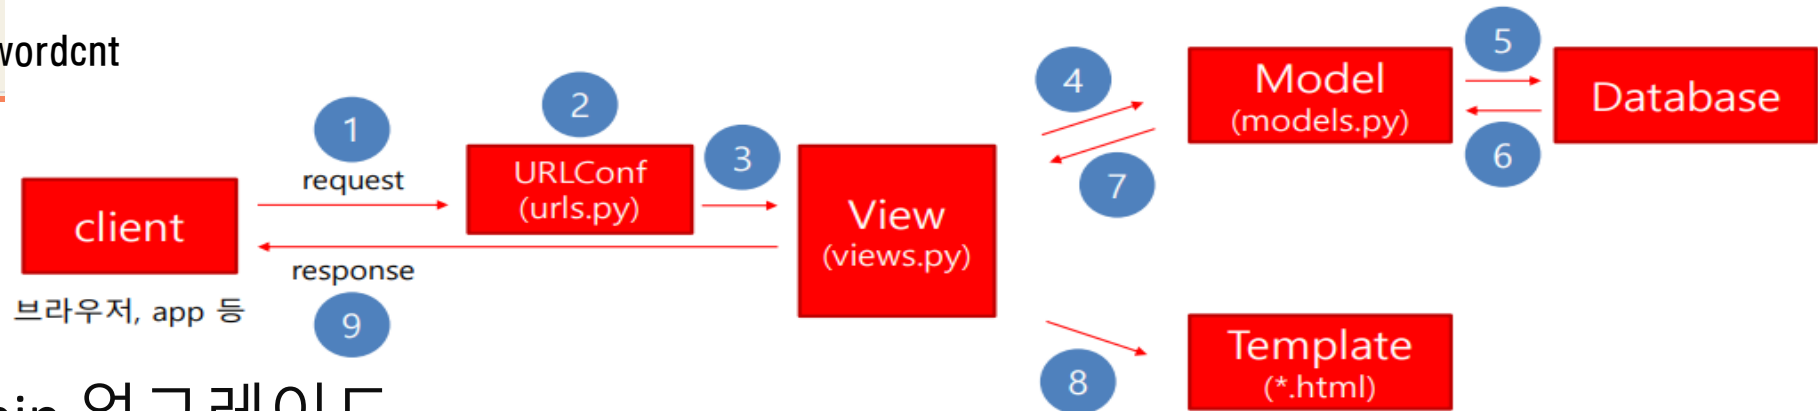 wordcnt
1
request
2
URLConf
(urls.py)
3
client
브라우저, app 등
response
9
View
(views.py)
4
7
Model
(models.py)
5
6
Database
8
Template
(*.html)